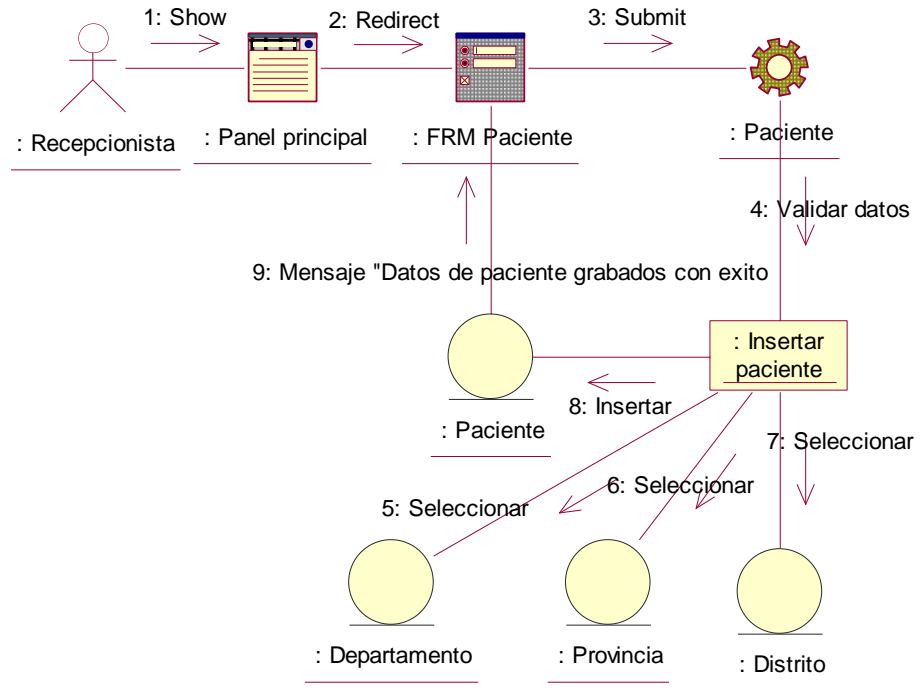 1: Show
2: Redirect
3: Submit
: Recepcionista
: Panel principal
: FRM Paciente
: Paciente
4: Validar datos
9: Mensaje "Datos de paciente grabados con exito
: Insertar
paciente
8: Insertar
: Paciente
7: Seleccionar
6: Seleccionar
5: Seleccionar
: Departamento
: Provincia
: Distrito